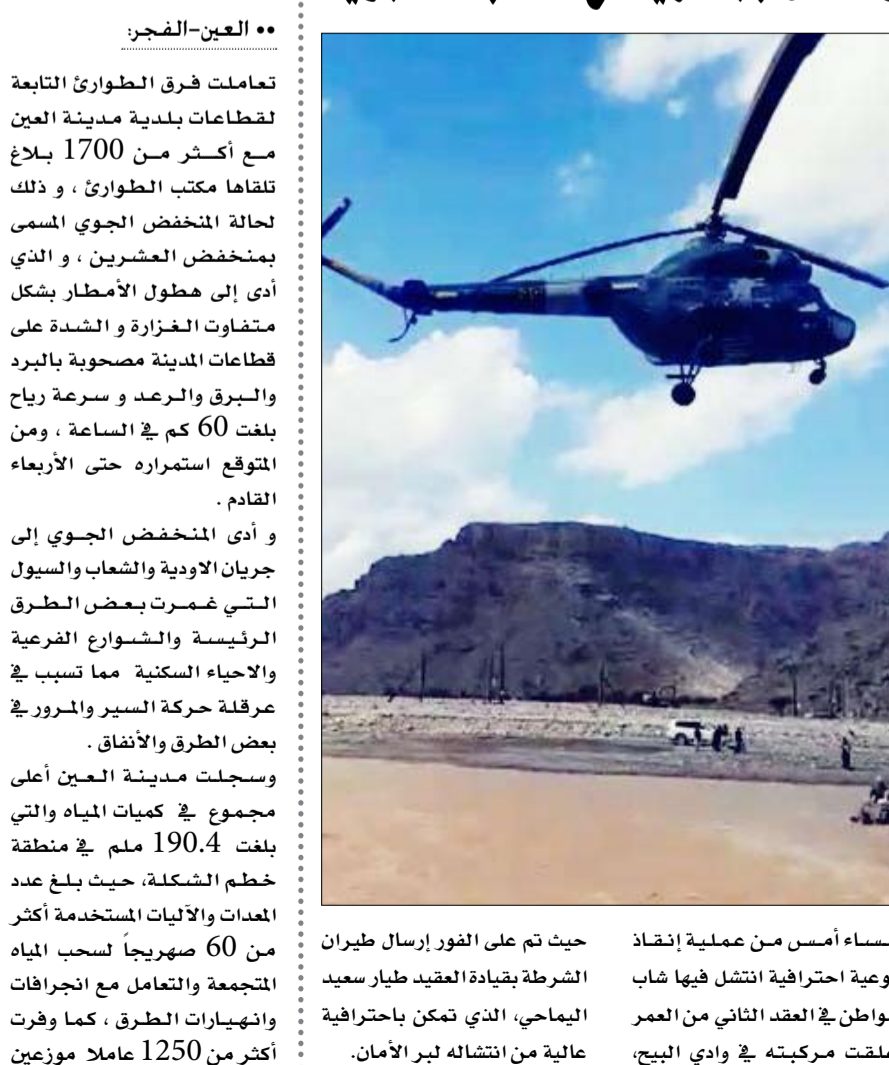 •• العين-الفجر:
تعاملت فرق الطوارئ التابعة
لقطاعات بلدية مدينة العين
مع أكثر من 1700 بلاغ
تلقاها مكتب الطوارئ ، و ذلك
لحالة المنخفض الجوي المسمى
بمنخفض العشرين ، و الذي
أدى إلى هطول الأمطار بشكل
متفاوت الغزارة و الشدة على
قطاعات المدينة مصحوبة بالبرد
والبرق والرعد و سرعة رياح
بلغت 60 كم في الساعة ، ومن
المتوقع استمراره حتى الأربعاء
القادم .
و أدى المنخفض الجوي إلى
جريان الاودية والشعاب والسيول
التي غمرت بعض الطرق
الرئيسة والشوارع الفرعية
والاحياء السكنية مما تسبب في
عرقلة حركة السير والمرور في
بعض الطرق والأنفاق .
وسجلت مدينة العين أعلى
مجموع في كميات المياه والتي
بلغت 190.4 ملم في منطقة
خطم الشكلة، حيث بلغ عدد
المعدات والآليات المستخدمة أكثر
من 60 صهريجاً لسحب المياه
المتجمعة والتعامل مع انجرافات
وانهيارات الطرق ، كما وفرت
أكثر من 1250 عاملا موزعين
أمس من عملية إنقاذ
احترافية انتشل فيها شاب
في العقد الثاني من العمر
مركبته في وادي البيح،
حيث تم على الفور إرسال طيران
الشرطة بقيادة العقيد طيار سعيد
اليماحي، الذي تمكن باحترافية
عالية من انتشاله لبر الأمان.